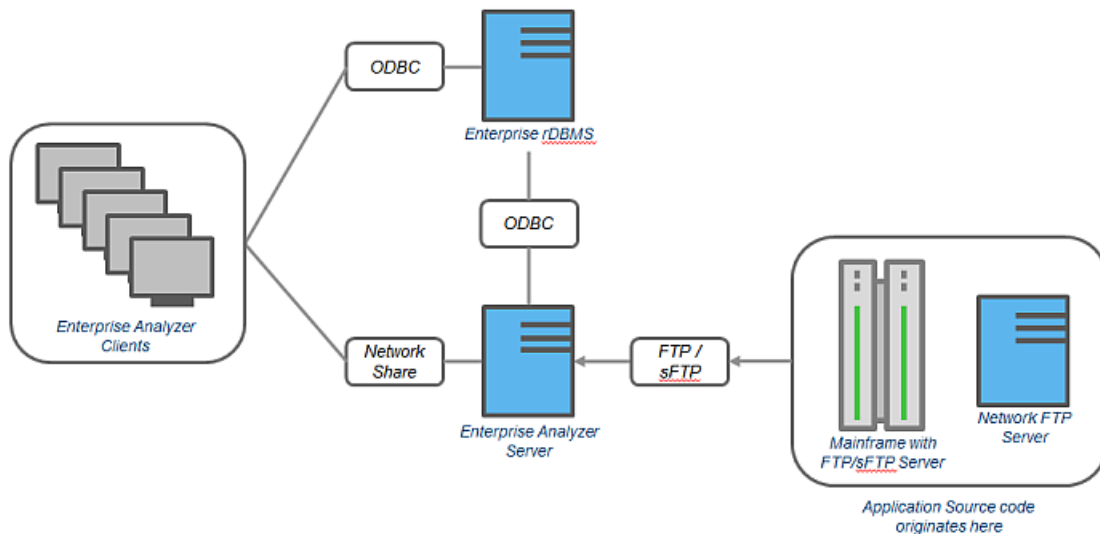 ODBC
Enterprise rDBMS
Enterprise Analyzer
Clients
ODBC
Network
Share
Enterprise Analyzer
Server
FTP /
sFTP
Mainframe with
FTP/sFTP Server
Network FTP
Server
Application Source code
originates here